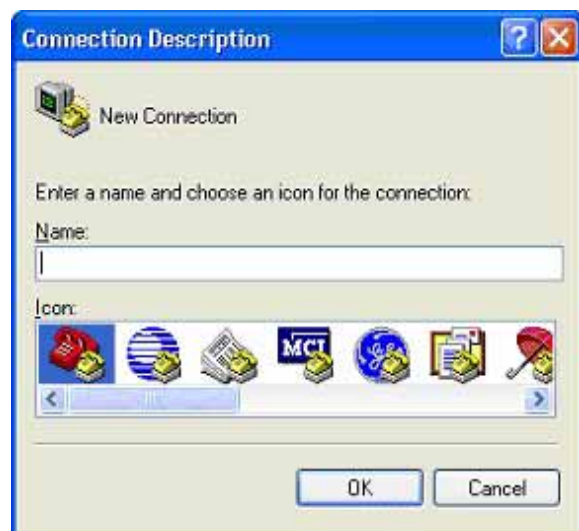 Connection Description
New Connection
Enter a name and choose an icon for the connection:
Name:
Icon:
MCI
OK
Cancel